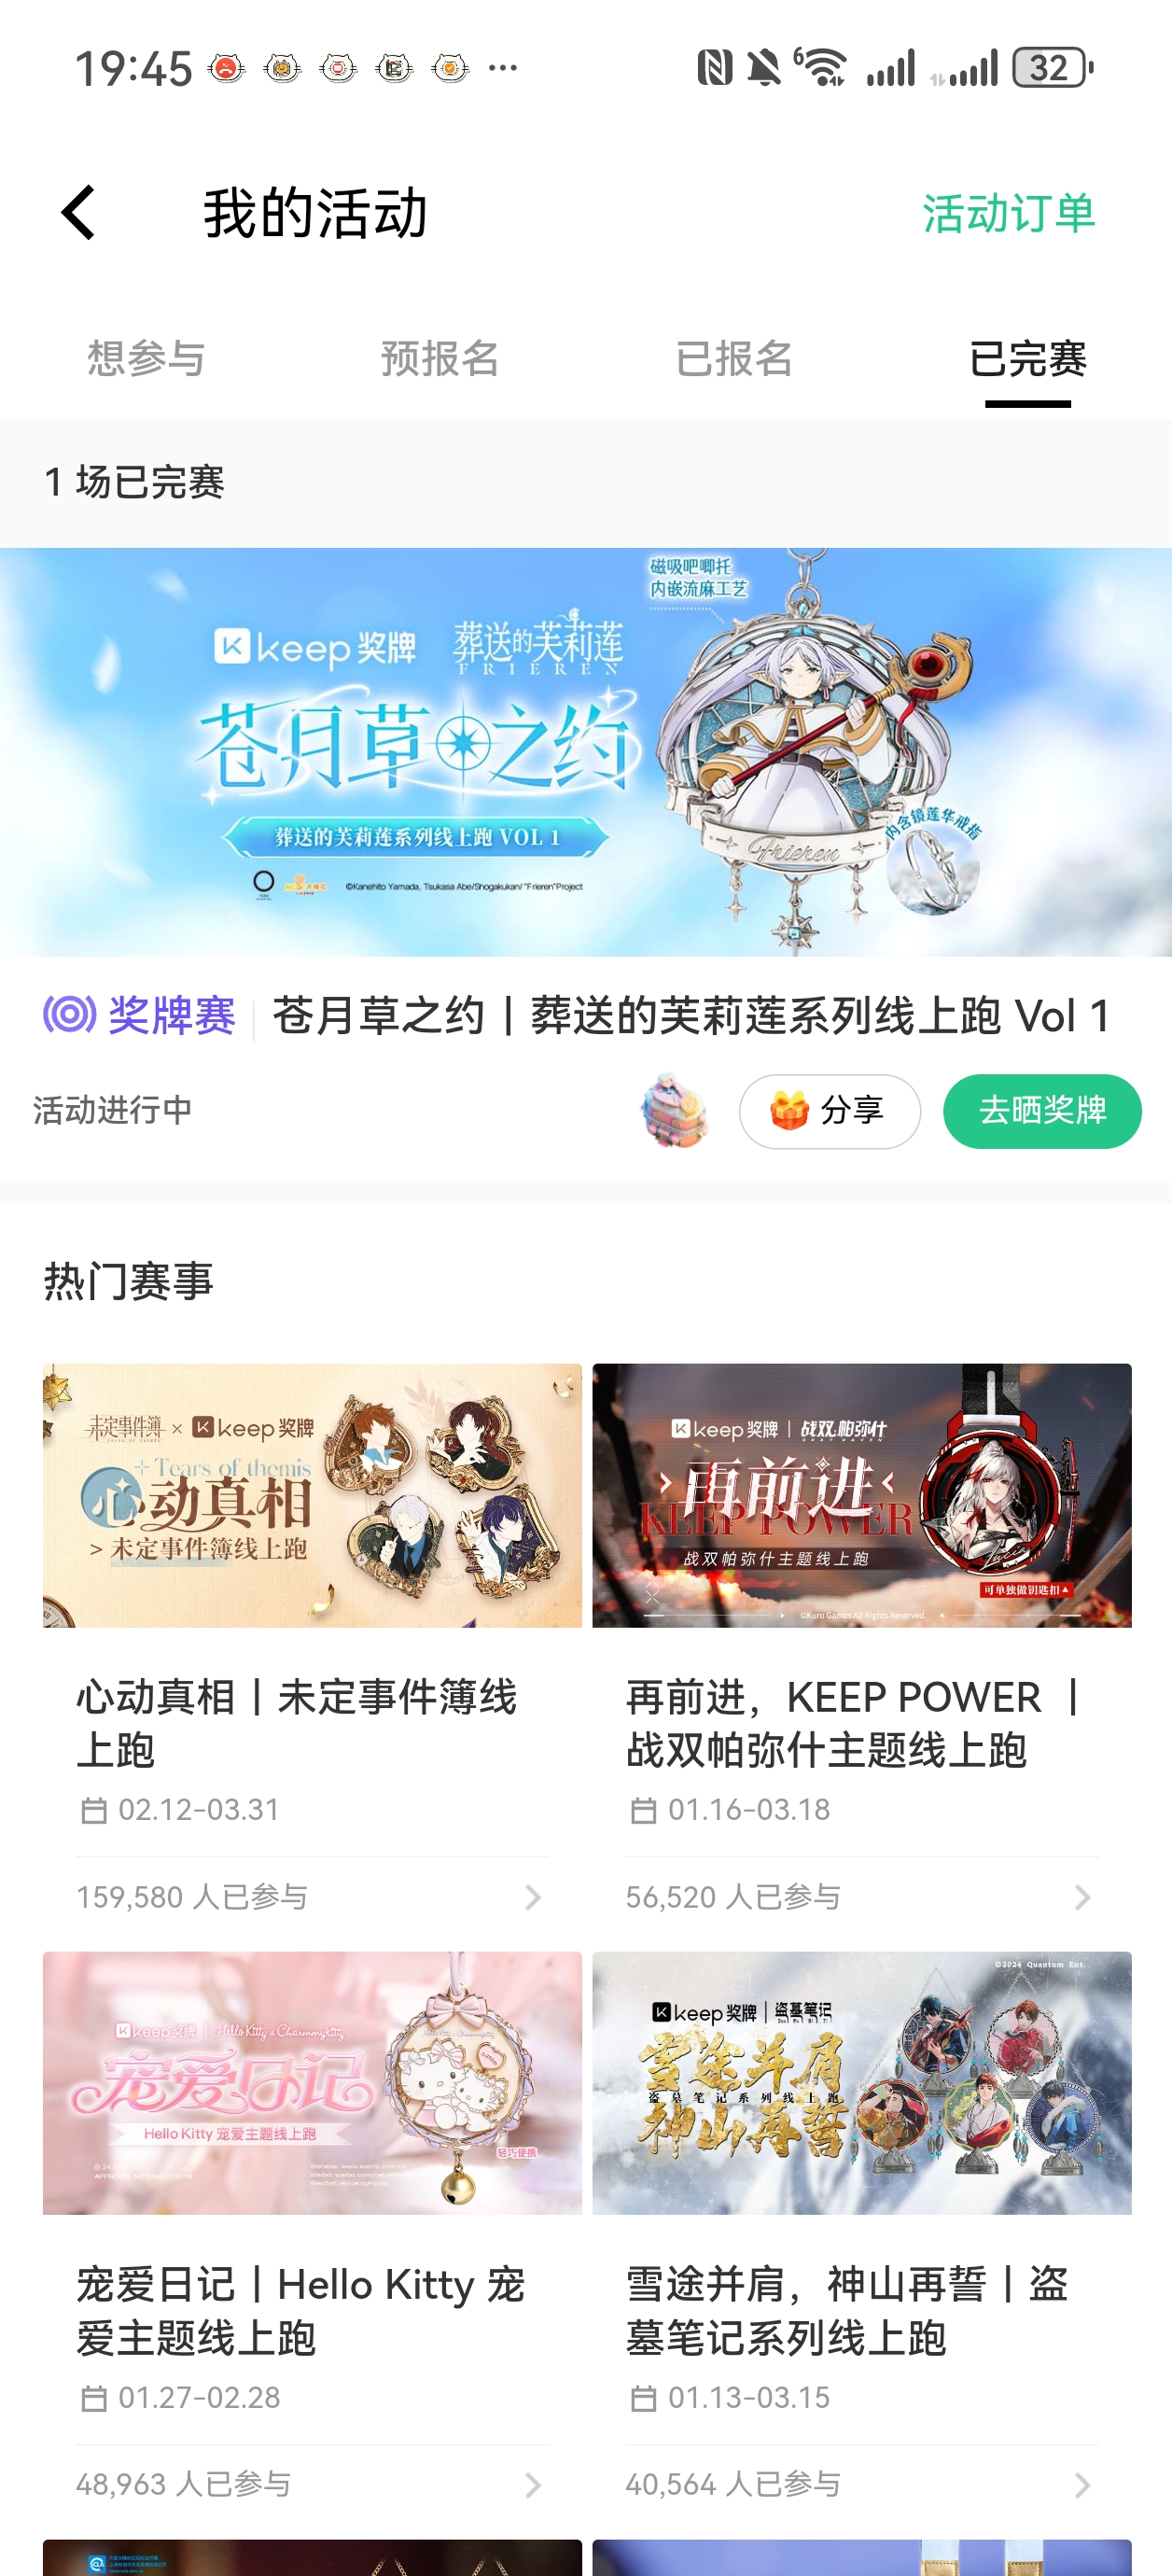 19:45
32
我的活动
活动订单
想参与
预报名
已报名
已完赛
1 场已完赛
磁吸吧唧托
内嵌流麻工艺
keep 奖牌
葬送的芙莉莲
FRIEREN
苍月草之约
葬送的芙莉莲系列线上跑 VOL 1
©Kanehito Yamada, Tsukasa Abe/Shogakukan/ "Frieren"Project
Frieren
内含镜莲华戒指
奖牌赛
苍月草之约丨葬送的芙莉莲系列线上跑 Vol 1
活动进行中
分享
去晒奖牌
热门赛事
未定事件簿 × keep奖牌
Tears of themis
心动真相
> 未定事件簿线上跑
keep奖牌 | 战双帕弥什
再前进
KEEP POWER
战双帕弥什主题线上跑
Lucia
可单独做钥匙扣
©Kuro Games All Rights Reserved
心动真相丨未定事件簿线
上跑
02.12-03.31
159,580 人已参与
再前进，KEEP POWER 丨
战双帕弥什主题线上跑
01.16-03.18
56,520 人已参与
keep奖牌 | Hello Kitty & Charmmykitty
宠爱日记
Hello Kitty 宠爱主题线上跑
轻巧便携
©2024 Quantum Ent.
keep奖牌 | 盗墓笔记
雪途并肩
盗墓笔记系列线上跑
神山再誓
宠爱日记丨Hello Kitty 宠
爱主题线上跑
01.27-02.28
48,963 人已参与
雪途并肩，神山再誓丨盗
墓笔记系列线上跑
01.13-03.15
40,564 人已参与